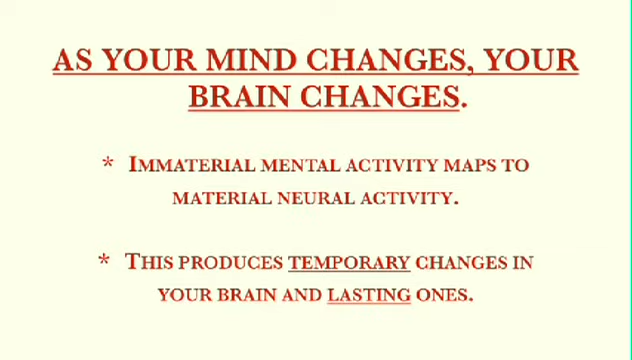 AS YOUR MIND CHANGES, YOUR
BRAIN CHANGES.
* IMMATERIAL MENTAL ACTIVITY MAPS TO
MATERIAL NEURAL ACTIVITY.
* THIS PRODUCES TEMPORARY CHANGES IN
YOUR BRAIN AND LASTING ONES.